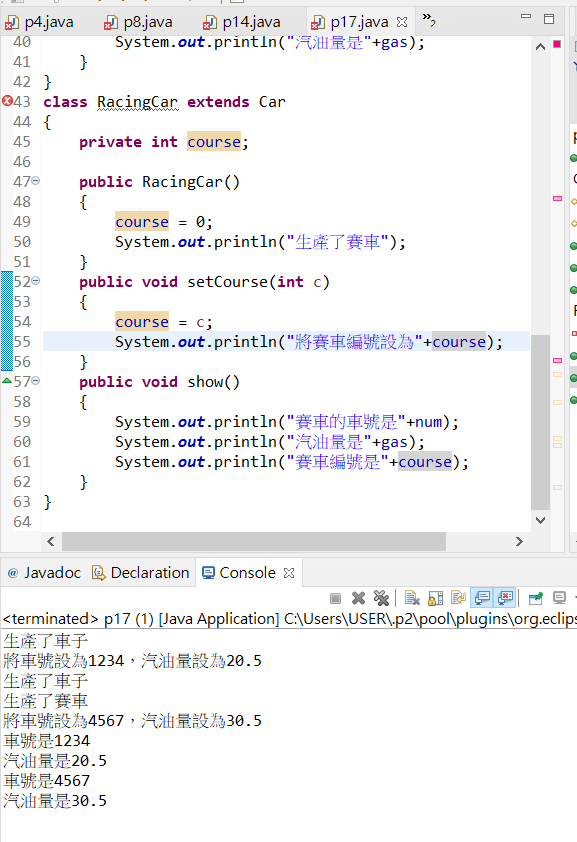 p4.java p8.java p14.java p17.java »2
40 System.out.println("汽油量是"+gas);
41 }
42 }
43 class RacingCar extends Car
44 {
45 private int course;
46
47 public RacingCar()
48 {
49 course = 0;
50 System.out.println("生產了賽車");
51 }
52 public void setCourse(int c)
53 {
54 course = c;
55 System.out.println("將賽車編號設為"+course);
56 }
57 public void show()
58 {
59 System.out.println("賽車的車號是"+num);
60 System.out.println("汽油量是"+gas);
61 System.out.println("賽車編號是"+course);
62 }
63 }
64
@ Javadoc Declaration Console
<terminated> p17 (1) [Java Application] C:\Users\USER\.p2\pool\plugins\org.eclips
生產了車子
將車號設為1234，汽油量設為20.5
生產了車子
生產了賽車
將車號設為4567，汽油量設為30.5
車號是1234
汽油量是20.5
車號是4567
汽油量是30.5